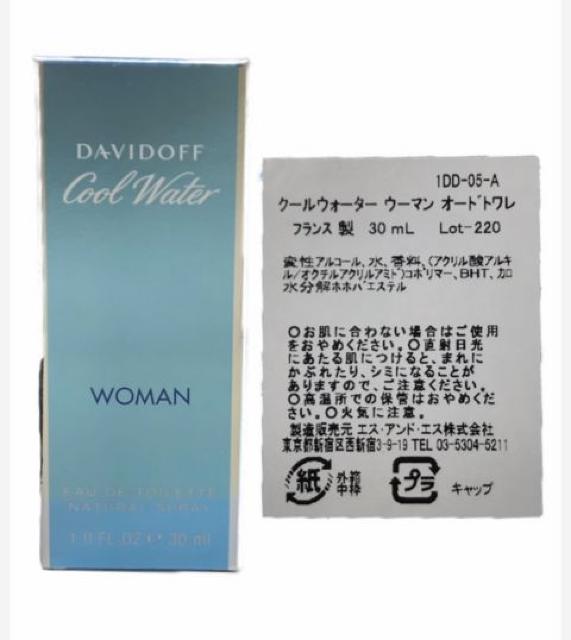 DAVIDOFF
Cool Water
WOMAN
EAU DE TOILETTE
NATURAL SPRAY
1.0 FL.OZ ℮ 30 ml
1DD-05-A
クールウォーター ウーマン オードトワレ
フランス 製 30 mL Lot-220
変性アルコール、水、香料、(アクリル酸アルキ
ル/オクチルアクリルアミド)コポリマー、BHT、加
水分解ホホバエステル
○お肌に合わない場合はご使用
をおやめください。○直射日光
にあたる肌につけると、まれに
かぶれたり、シミになることが
ありますので、ご注意ください。
○高温所での保管はおやめくだ
さい。○火気に注意。
製造販売元 エス・アンド・エス株式会社
東京都新宿区西新宿3-9-19 TEL 03-5304-5211
紙 外箱 中枠 プラ キャップ